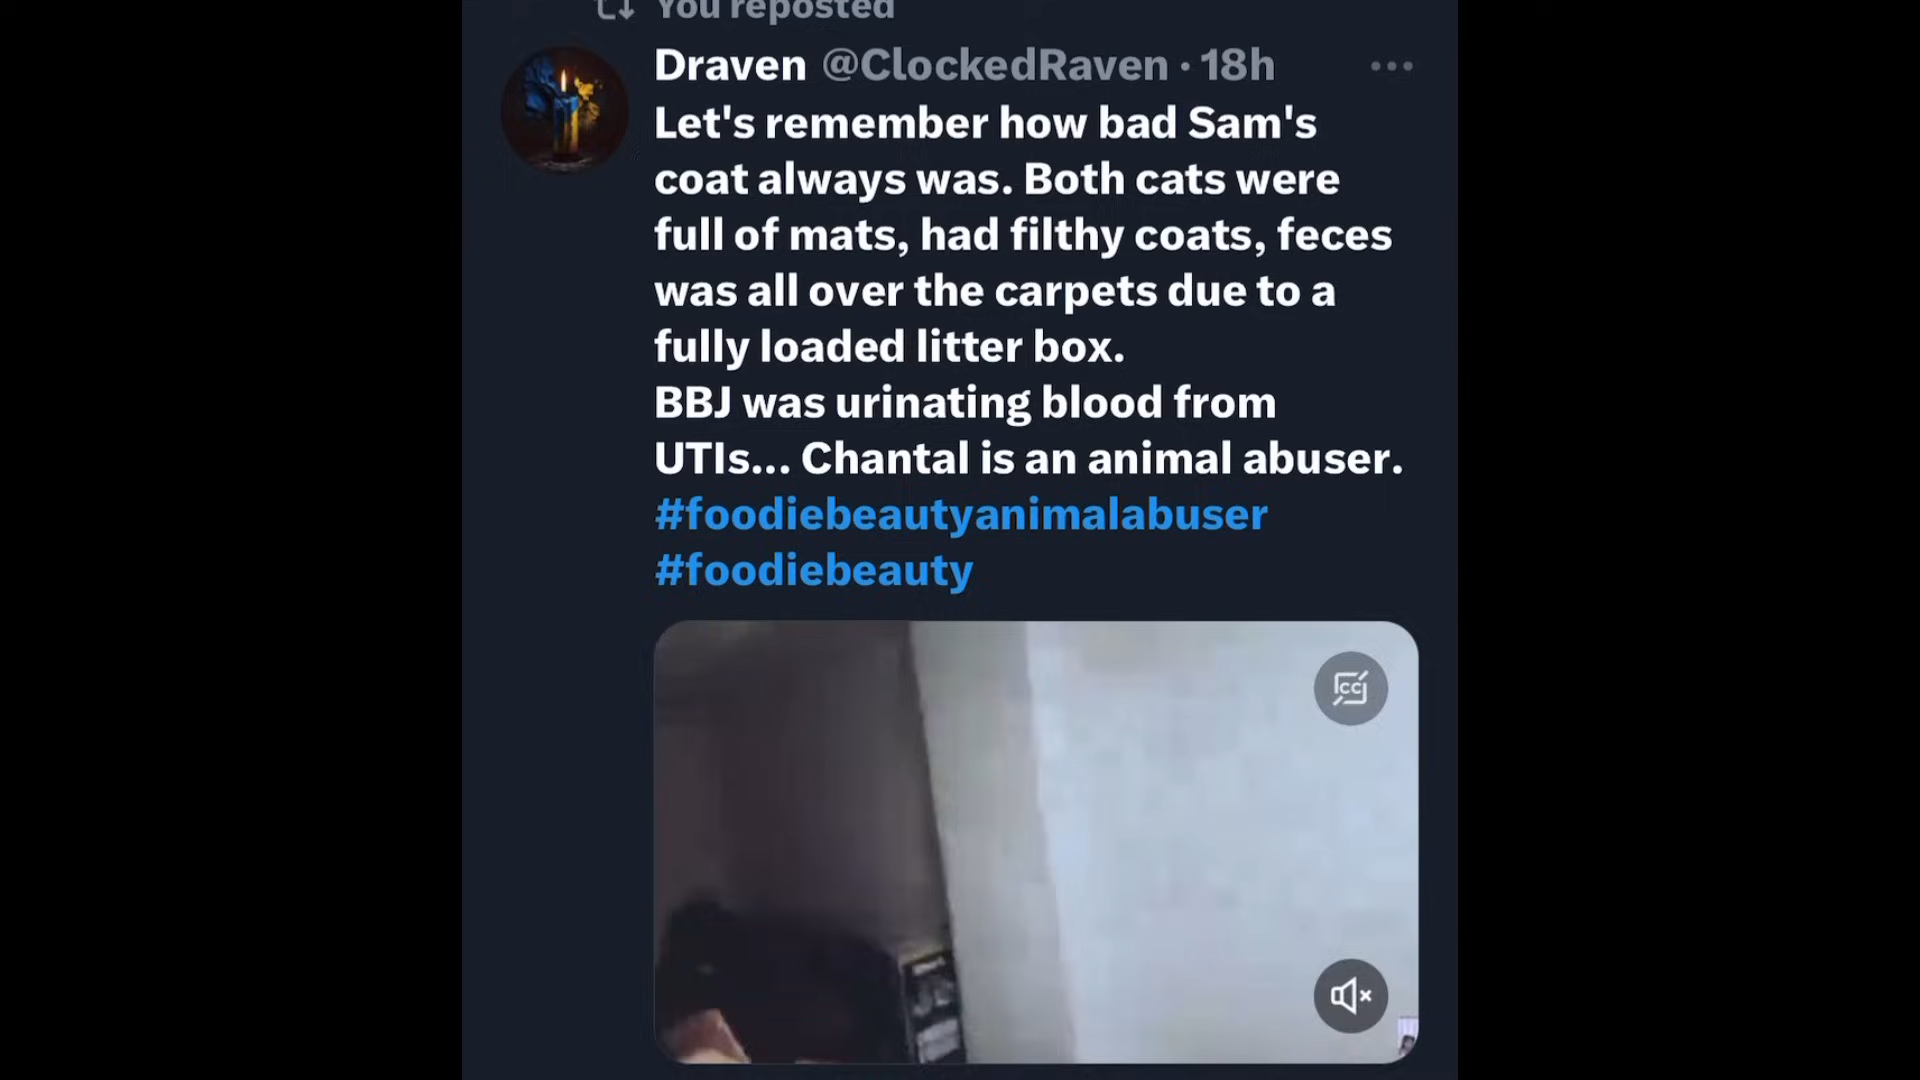 You reposted
Draven @ClockedRaven · 18h
Let's remember how bad Sam's
coat always was. Both cats were
full of mats, had filthy coats, feces
was all over the carpets due to a
fully loaded litter box.
BBJ was urinating blood from
UTIs... Chantal is an animal abuser.
#foodiebeautyanimalabuser
#foodiebeauty
CC